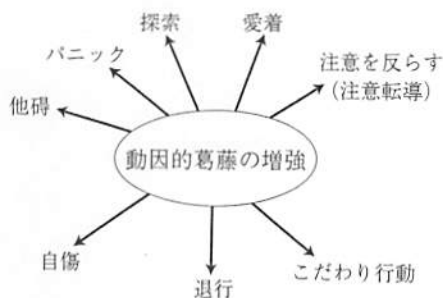 探索
愛着
パニック
注意を反らす
(注意転導)
他碍
動因的葛藤の増強
自傷
退行
こだわり行動